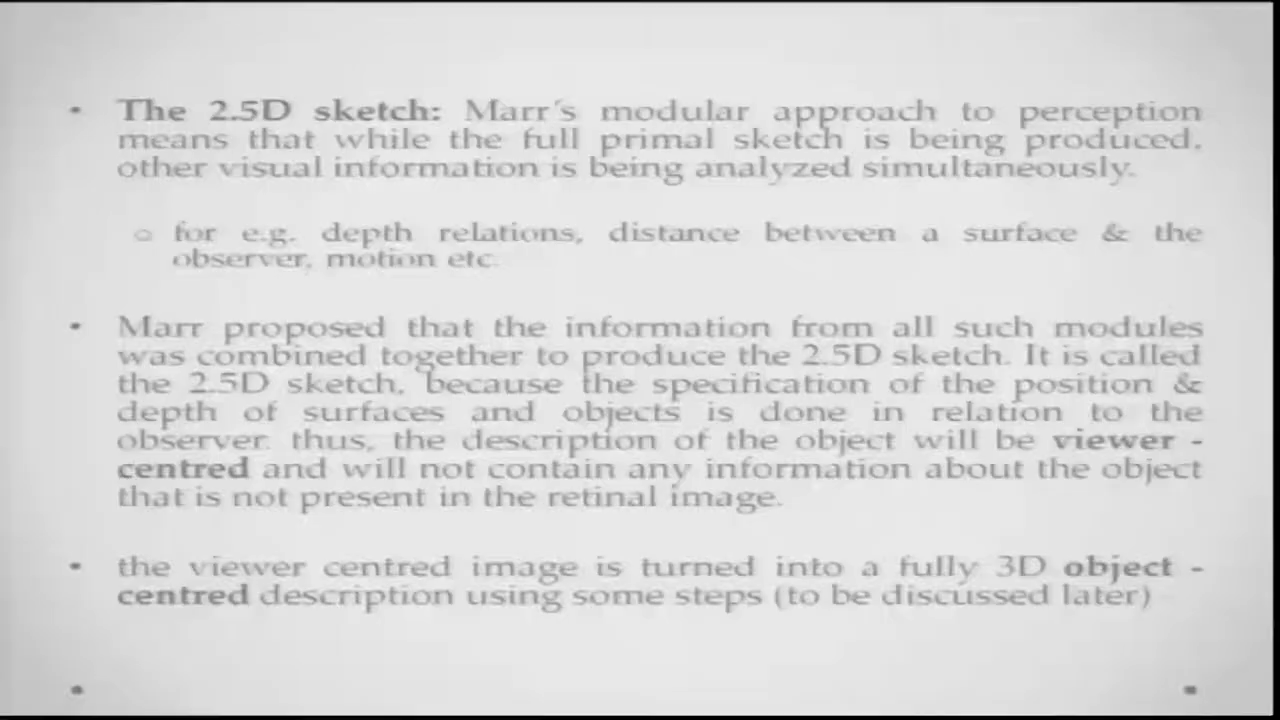 • The 2.5D sketch: Marr's modular approach to perception
means that while the full primal sketch is being produced,
other visual information is being analyzed simultaneously.
o for e.g. depth relations, distance between a surface & the
observer, motion etc.
• Marr proposed that the information from all such modules
was combined together to produce the 2.5D sketch. It is called
the 2.5D sketch, because the specification of the position &
depth of surfaces and objects is done in relation to the
observer. thus, the description of the object will be viewer -
centred and will not contain any information about the object
that is not present in the retinal image.
• the viewer centred image is turned into a fully 3D object -
centred description using some steps (to be discussed later)